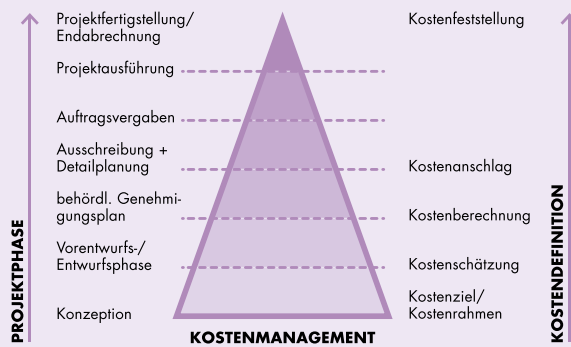 Projektfertigstellung/
Endabrechnung
Kostenfeststellung
Projektausführung
Auftragsvergaben
Ausschreibung +
Detailplanung
Kostenanschlag
behördl. Genehmi-
gungsplan
Kostenberechnung
Vorentwurfs-/
Entwurfsphase
Kostenschätzung
Konzeption
Kostenziel/
Kostenrahmen
PROJEKTPHASE
KOSTENMANAGEMENT
KOSTENDEFINITION